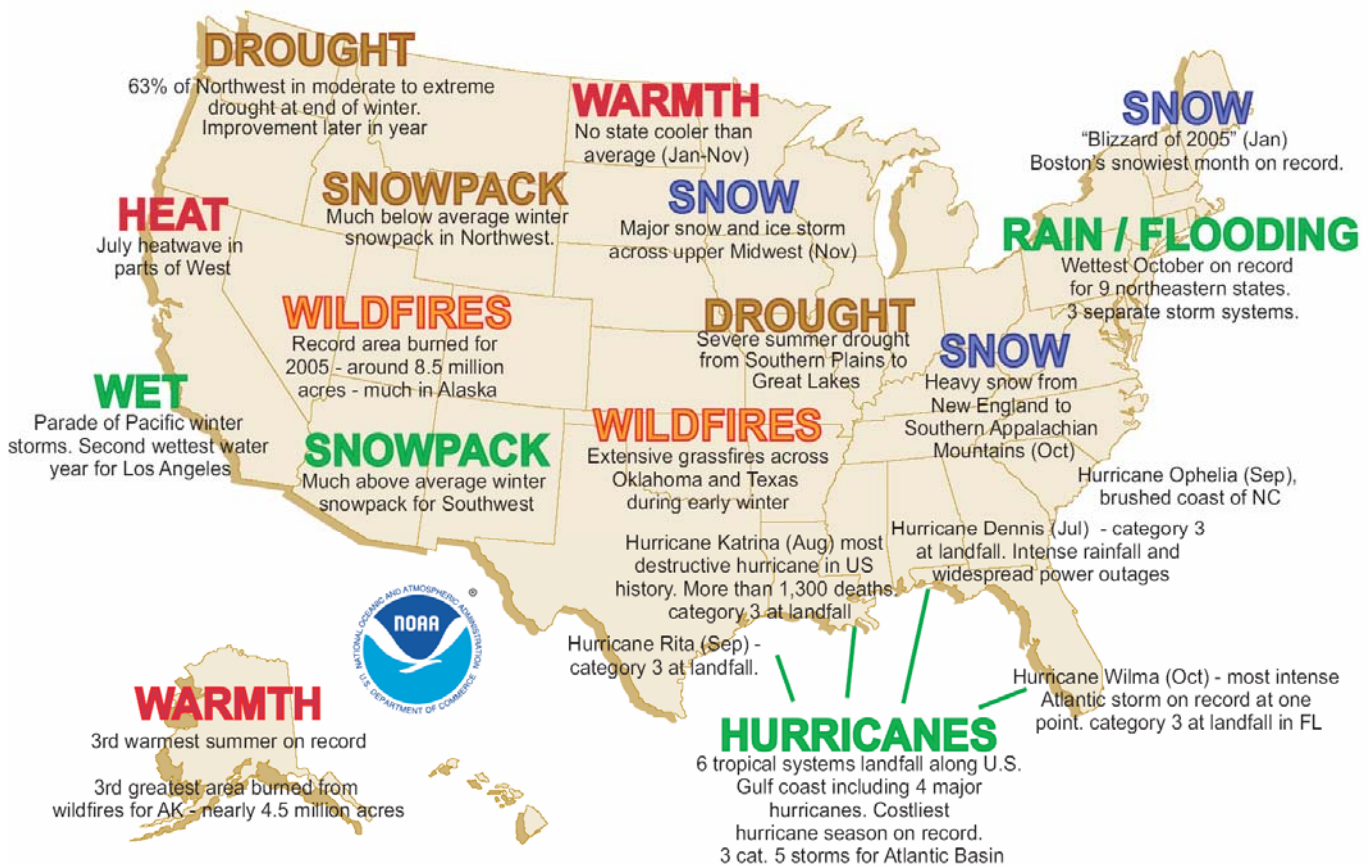 DROUGHT
63% of Northwest in moderate to extreme
drought at end of winter.
Improvement later in year
WARMTH
No state cooler than
average (Jan-Nov)
SNOW
"Blizzard of 2005" (Jan)
Boston's snowiest month on record.
SNOWPACK
Much below average winter
snowpack in Northwest.
SNOW
Major snow and ice storm
across upper Midwest (Nov)
HEAT
July heatwave in
parts of West
RAIN / FLOODING
Wettest October on record
for 9 northeastern states.
3 separate storm systems.
WILDFIRES
Record area burned for
2005 - around 8.5 million
acres - much in Alaska
DROUGHT
Severe summer drought
from Southern Plains to
Great Lakes
SNOW
Heavy snow from
New England to
Southern Appalachian
Mountains (Oct)
WET
Parade of Pacific winter
storms. Second wettest water
year for Los Angeles
SNOWPACK
Much above average winter
snowpack for Southwest
WILDFIRES
Extensive grassfires across
Oklahoma and Texas
during early winter
Hurricane Ophelia (Sep),
brushed coast of NC
Hurricane Dennis (Jul) - category 3
at landfall. Intense rainfall and
widespread power outages
Hurricane Katrina (Aug) most
destructive hurricane in US
history. More than 1,300 deaths.
category 3 at landfall
Hurricane Rita (Sep) -
category 3 at landfall.
Hurricane Wilma (Oct) - most intense
Atlantic storm on record at one
point. category 3 at landfall in FL
NATIONAL OCEANIC AND ATMOSPHERIC ADMINISTRATION
NOAA
U.S. DEPARTMENT OF COMMERCE
®
WARMTH
3rd warmest summer on record
3rd greatest area burned from
wildfires for AK - nearly 4.5 million acres
HURRICANES
6 tropical systems landfall along U.S.
Gulf coast including 4 major
hurricanes. Costliest
hurricane season on record.
3 cat. 5 storms for Atlantic Basin